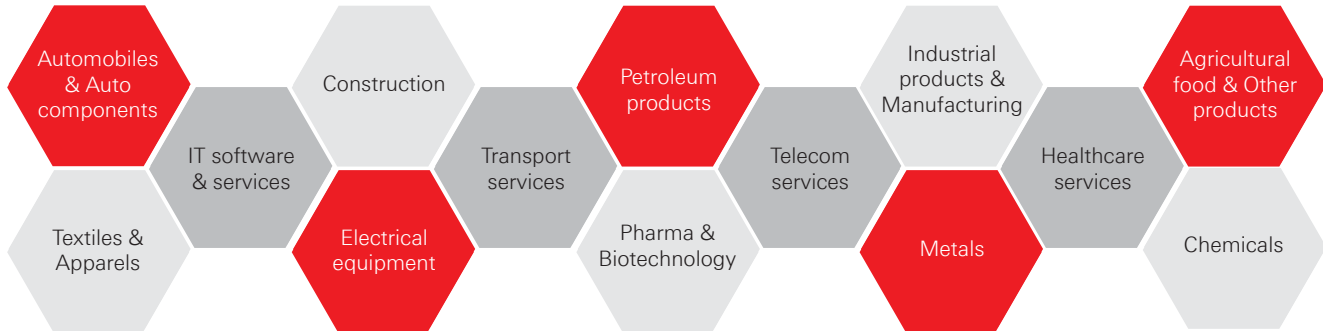 Automobiles
& Auto
components
Construction
Petroleum
products
Industrial
products &
Manufacturing
Agricultural
food & Other
products
IT software
& services
Transport
services
Telecom
services
Healthcare
services
Textiles &
Apparels
Electrical
equipment
Pharma &
Biotechnology
Metals
Chemicals